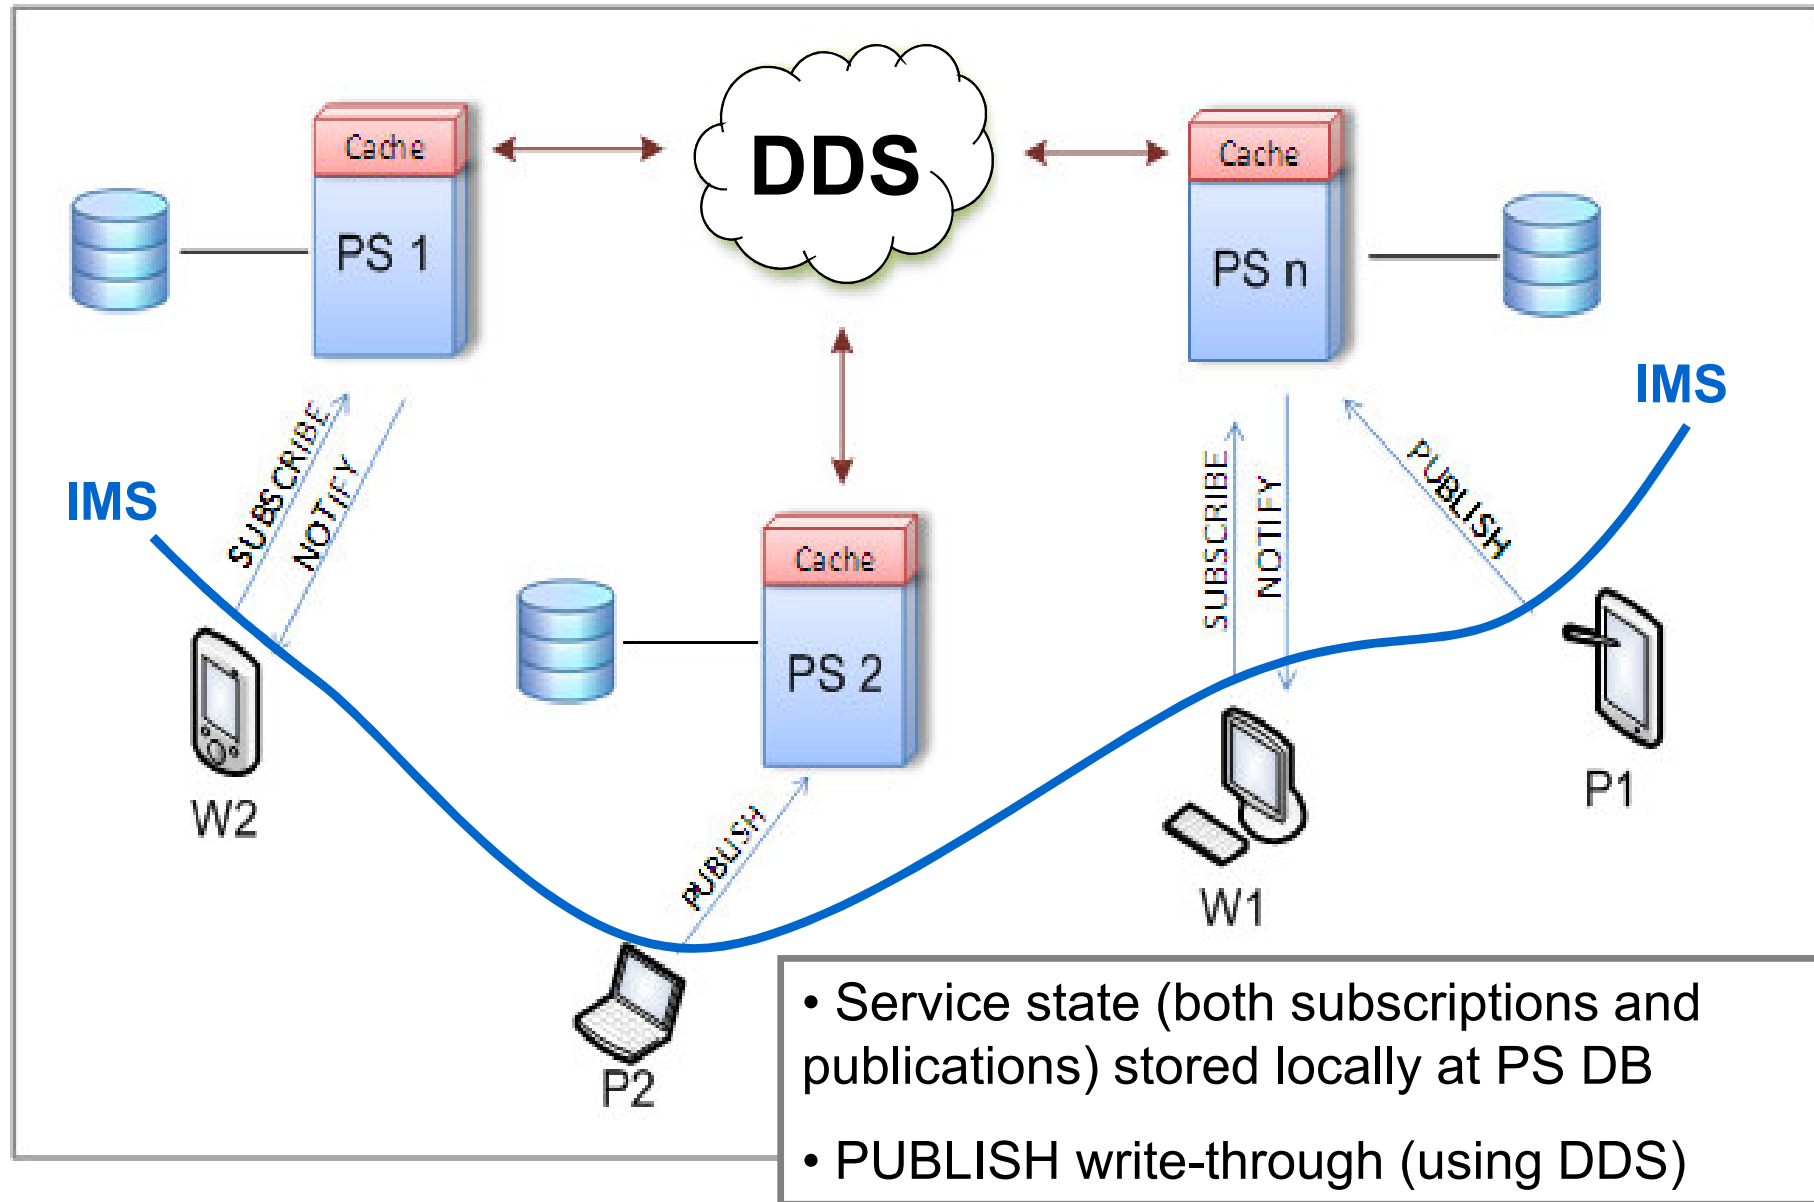 DDS
Cache
PS 1
Cache
PS n
IMS
IMS
SUBSCRIBE
NOTIFY
SUBSCRIBE
NOTIFY
PUBLISH
Cache
PS 2
W2
PUBLISH
P1
W1
P2
• Service state (both subscriptions and
publications) stored locally at PS DB
• PUBLISH write-through (using DDS)